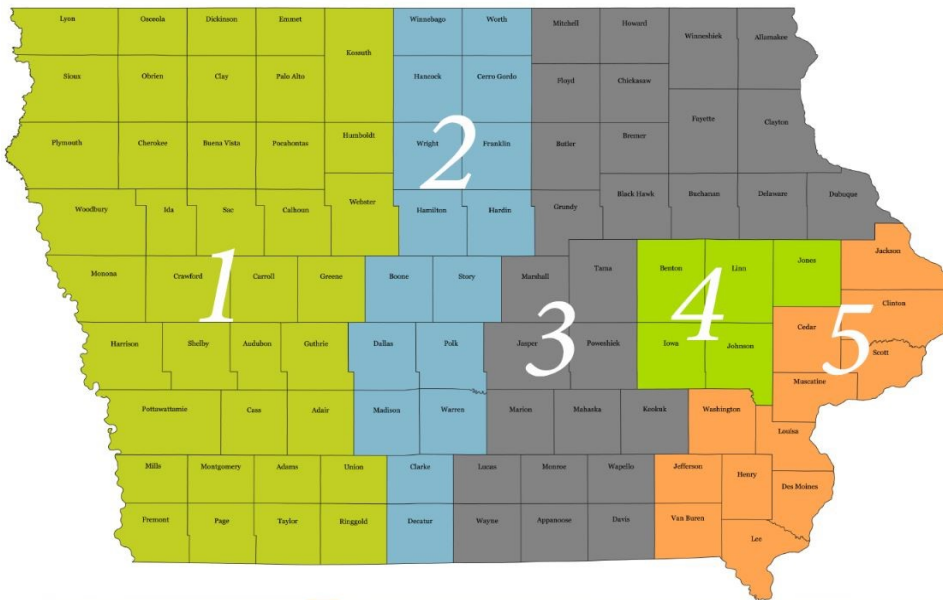 Lyon Osceola Dickinson Emmet Winnebago Worth Mitchell Howard
Winneshiek Allamakee
Kossuth
Sioux Obrien Clay Palo Alto Hancock Cerro Gordo Floyd Chickasaw
Fayette Clayton
2
Plymouth Cherokee Buena Vista Pocahontas Humboldt Wright Franklin Butler Bremer
Woodbury Ida Sac Calhoun Webster Hamilton Hardin Grundy Black Hawk Buchanan Delaware Dubuque
Monona Crawford Carroll Greene Boone Story Marshall Tama Benton Linn Jones Jackson
1
3
4
5
Clinton
Cedar
Harrison Shelby Audubon Guthrie Dallas Polk Jasper Poweshiek Iowa Johnson Scott
Muscatine
Pottowattumie Cass Adair Madison Warren Marion Mahaska Keokuk Washington
Louisa
Mills Montgomery Adams Union Clarke Lucas Monroe Wapello Jefferson Henry
Des Moines
Fremont Page Taylor Ringgold Decatur Wayne Appanoose Davis Van Buren
Lee